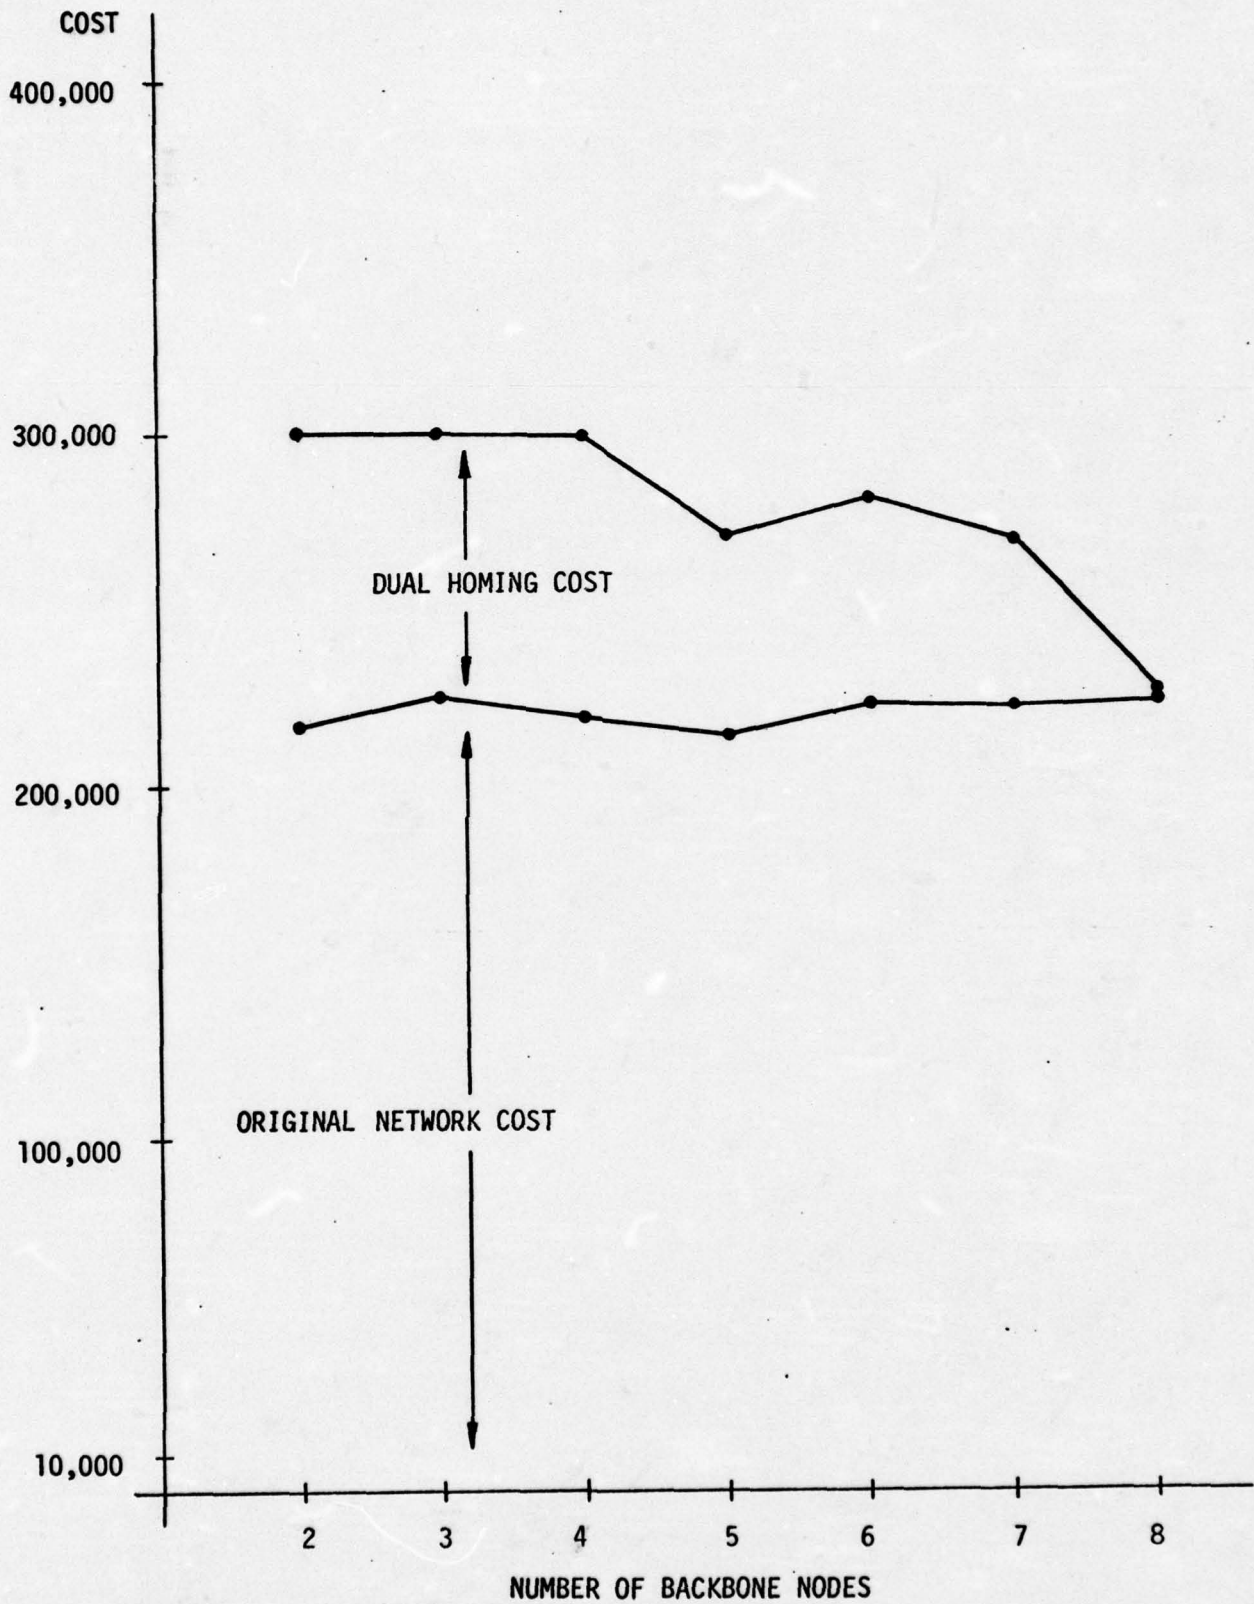 COST
400,000
300,000
DUAL HOMING COST
200,000
ORIGINAL NETWORK COST
100,000
10,000
2 3 4 5 6 7 8
NUMBER OF BACKBONE NODES